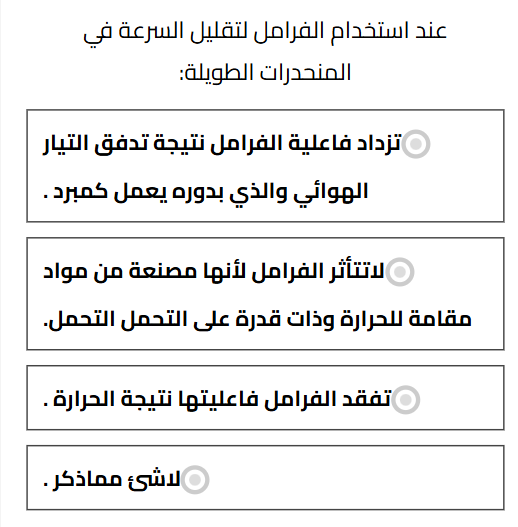 عند استخدام الفرامل لتقليل السرعة في
المنحدرات الطويلة:
تزداد فاعلية الفرامل نتيجة تدفق التيار
الهوائي والذي بدوره يعمل كمبرد .
لاتتأثر الفرامل لأنها مصنعة من مواد
مقامة للحرارة وذات قدرة على التحمل التحمل.
تفقد الفرامل فاعليتها نتيجة الحرارة .
لاشئ مماذكر .